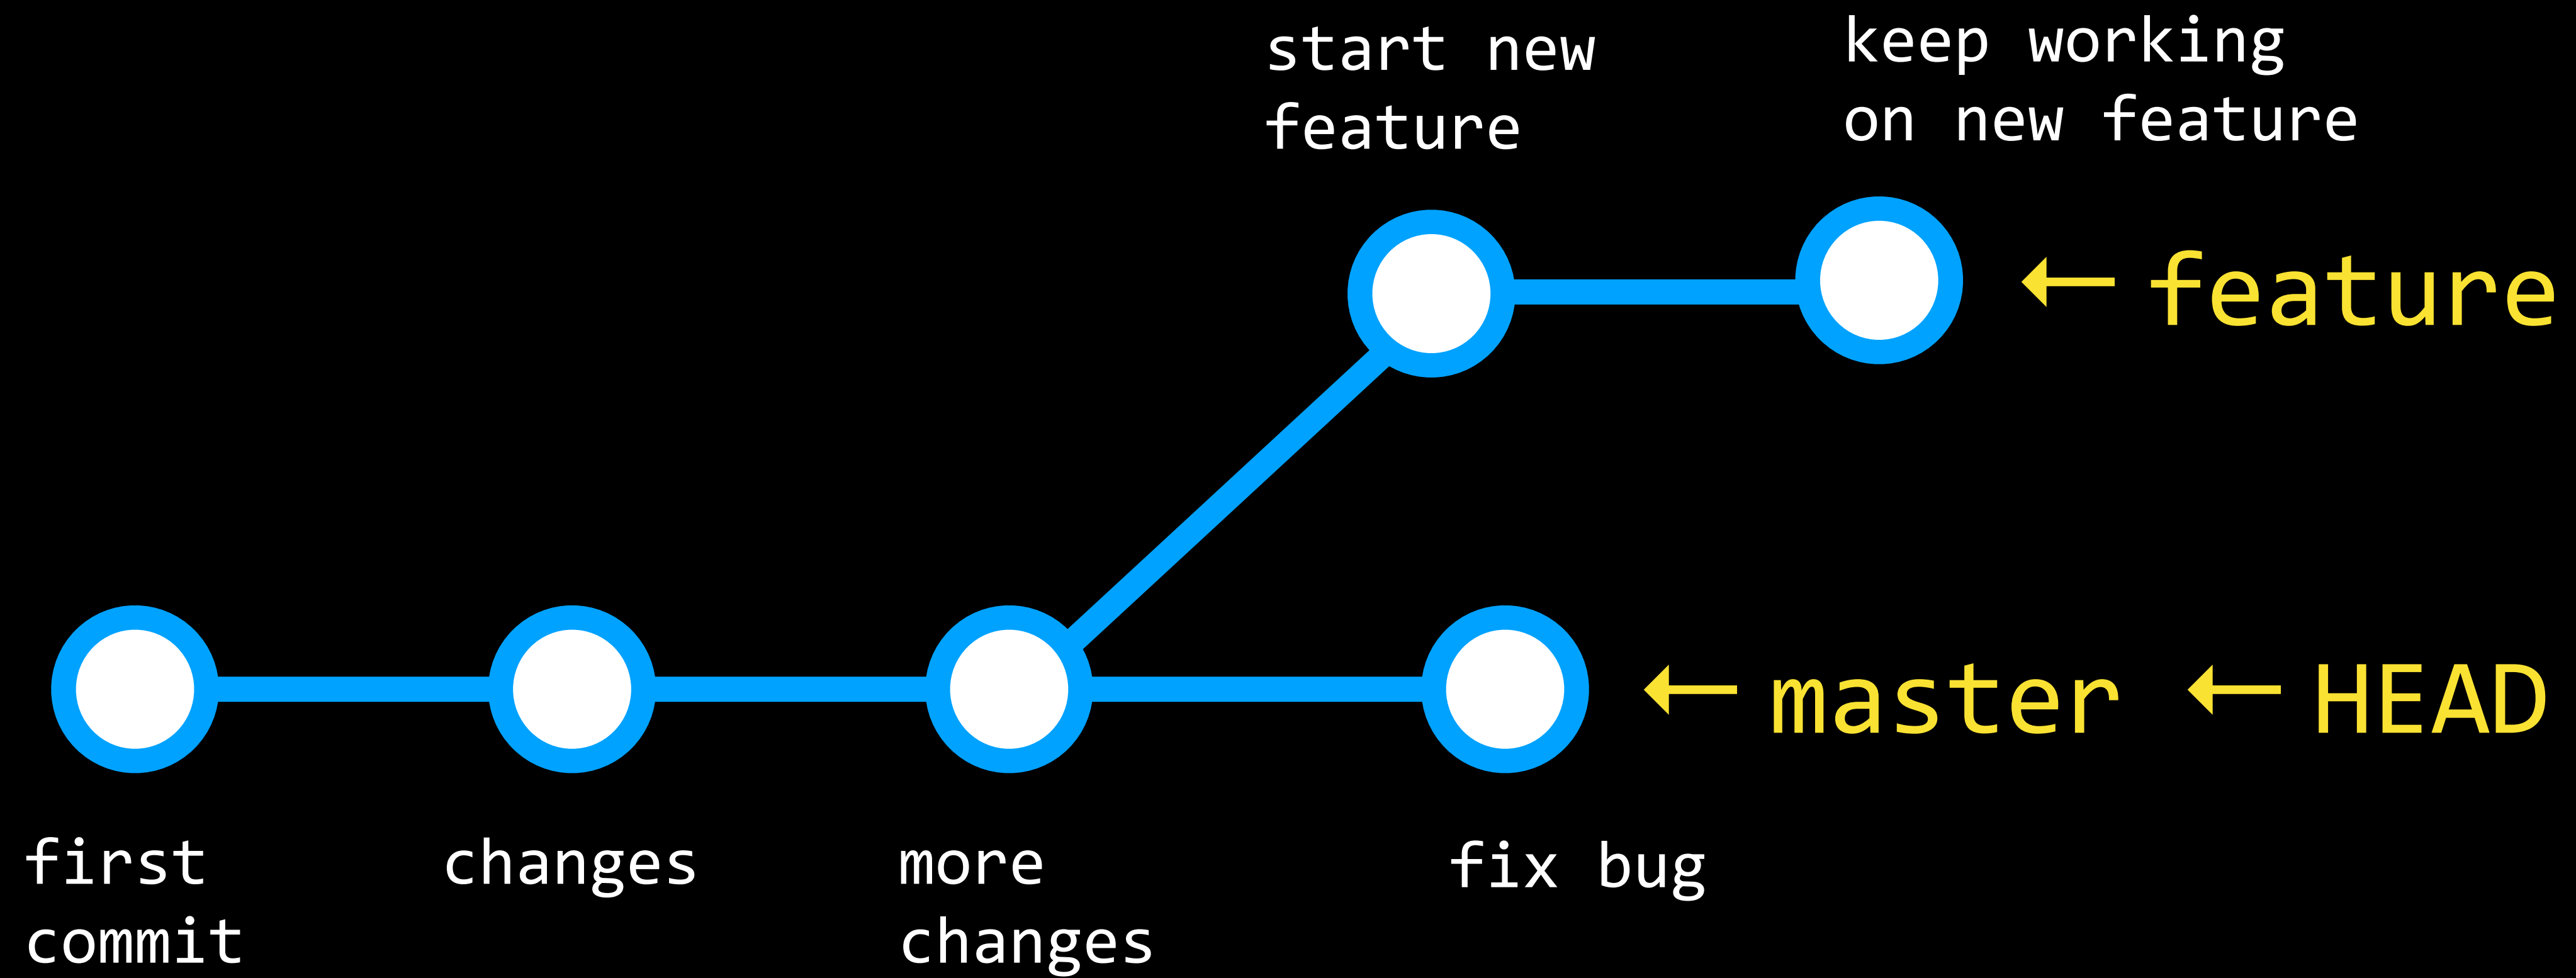 start new
feature
keep working
on new feature
← feature
← master ← HEAD
first
commit
changes
more
changes
fix bug